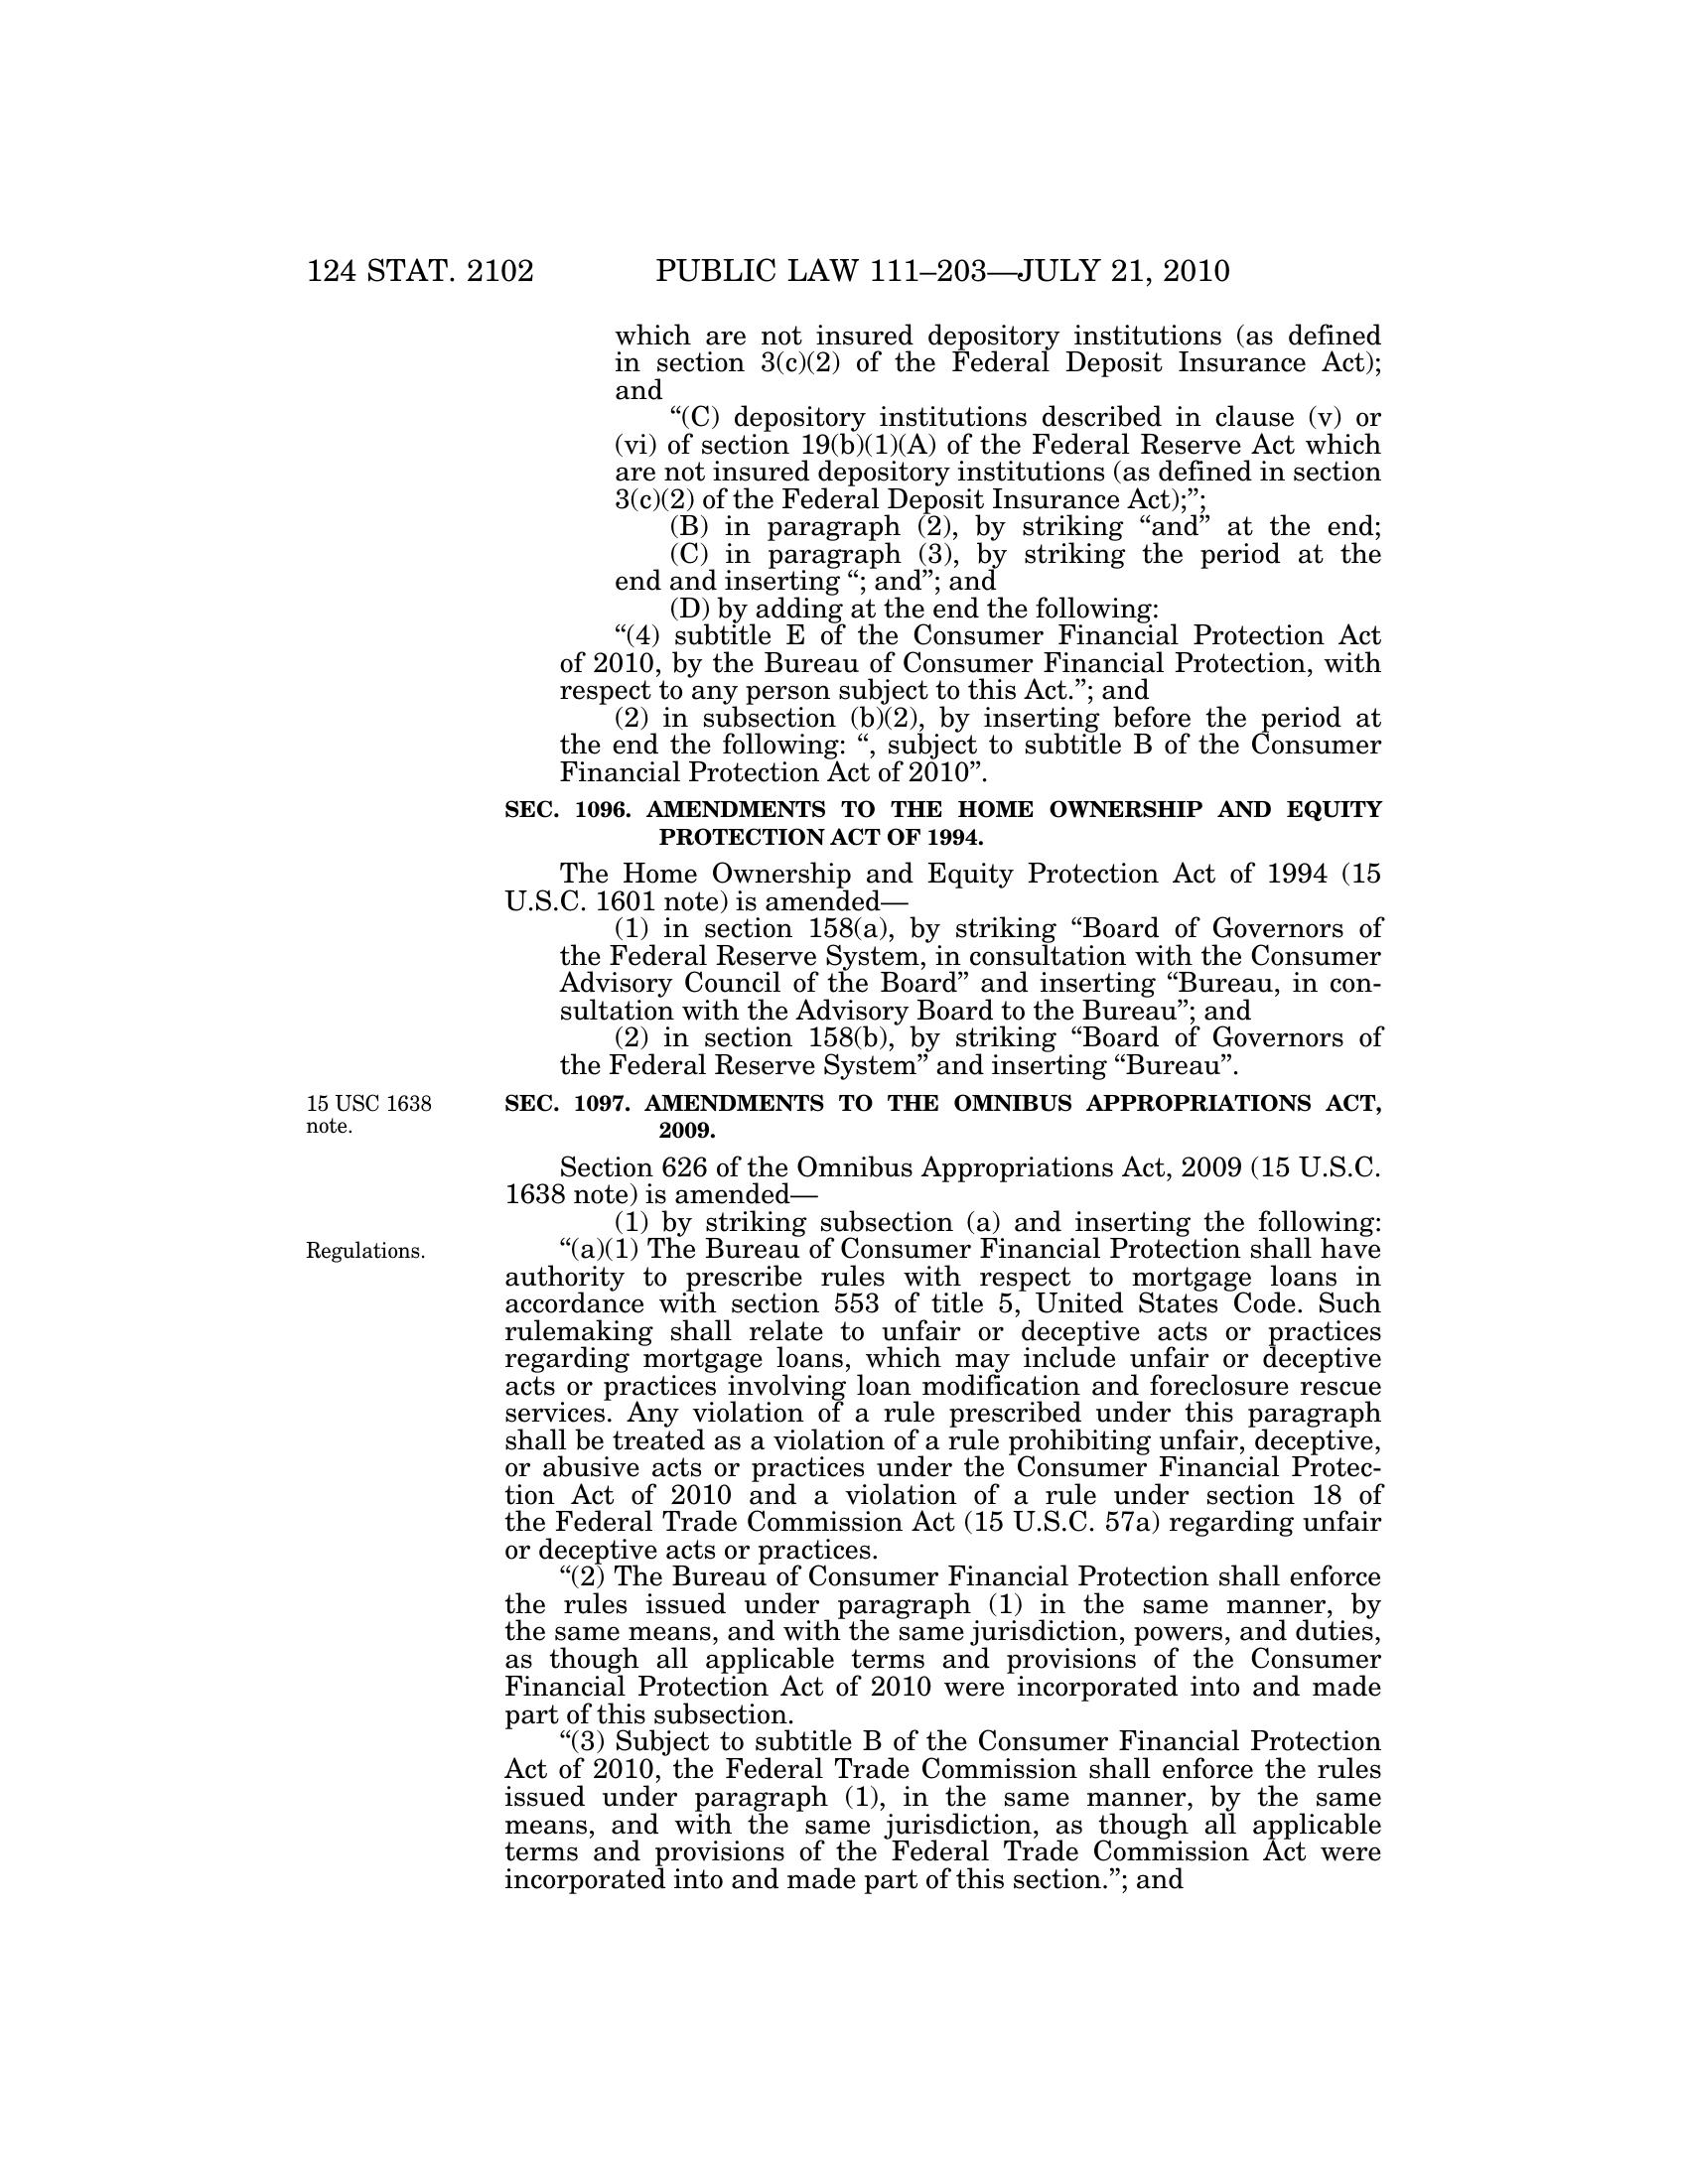 124 STAT. 2102 PUBLIC LAW 111–203—JULY 21, 2010
which are not insured depository institutions (as defined
in section 3(c)(2) of the Federal Deposit Insurance Act);
and
“(C) depository institutions described in clause (v) or
(vi) of section 19(b)(1)(A) of the Federal Reserve Act which
are not insured depository institutions (as defined in section
3(c)(2) of the Federal Deposit Insurance Act);”;
(B) in paragraph (2), by striking “and” at the end;
(C) in paragraph (3), by striking the period at the
end and inserting “; and”; and
(D) by adding at the end the following:
“(4) subtitle E of the Consumer Financial Protection Act
of 2010, by the Bureau of Consumer Financial Protection, with
respect to any person subject to this Act.”; and
(2) in subsection (b)(2), by inserting before the period at
the end the following: “, subject to subtitle B of the Consumer
Financial Protection Act of 2010”.
SEC. 1096. AMENDMENTS TO THE HOME OWNERSHIP AND EQUITY
PROTECTION ACT OF 1994.
The Home Ownership and Equity Protection Act of 1994 (15
U.S.C. 1601 note) is amended—
(1) in section 158(a), by striking “Board of Governors of
the Federal Reserve System, in consultation with the Consumer
Advisory Council of the Board” and inserting “Bureau, in con-
sultation with the Advisory Board to the Bureau”; and
(2) in section 158(b), by striking “Board of Governors of
the Federal Reserve System” and inserting “Bureau”.
15 USC 1638
note.
SEC. 1097. AMENDMENTS TO THE OMNIBUS APPROPRIATIONS ACT,
2009.
Section 626 of the Omnibus Appropriations Act, 2009 (15 U.S.C.
1638 note) is amended—
(1) by striking subsection (a) and inserting the following:
Regulations.
“(a)(1) The Bureau of Consumer Financial Protection shall have
authority to prescribe rules with respect to mortgage loans in
accordance with section 553 of title 5, United States Code. Such
rulemaking shall relate to unfair or deceptive acts or practices
regarding mortgage loans, which may include unfair or deceptive
acts or practices involving loan modification and foreclosure rescue
services. Any violation of a rule prescribed under this paragraph
shall be treated as a violation of a rule prohibiting unfair, deceptive,
or abusive acts or practices under the Consumer Financial Protec-
tion Act of 2010 and a violation of a rule under section 18 of
the Federal Trade Commission Act (15 U.S.C. 57a) regarding unfair
or deceptive acts or practices.
“(2) The Bureau of Consumer Financial Protection shall enforce
the rules issued under paragraph (1) in the same manner, by
the same means, and with the same jurisdiction, powers, and duties,
as though all applicable terms and provisions of the Consumer
Financial Protection Act of 2010 were incorporated into and made
part of this subsection.
“(3) Subject to subtitle B of the Consumer Financial Protection
Act of 2010, the Federal Trade Commission shall enforce the rules
issued under paragraph (1), in the same manner, by the same
means, and with the same jurisdiction, as though all applicable
terms and provisions of the Federal Trade Commission Act were
incorporated into and made part of this section.”; and